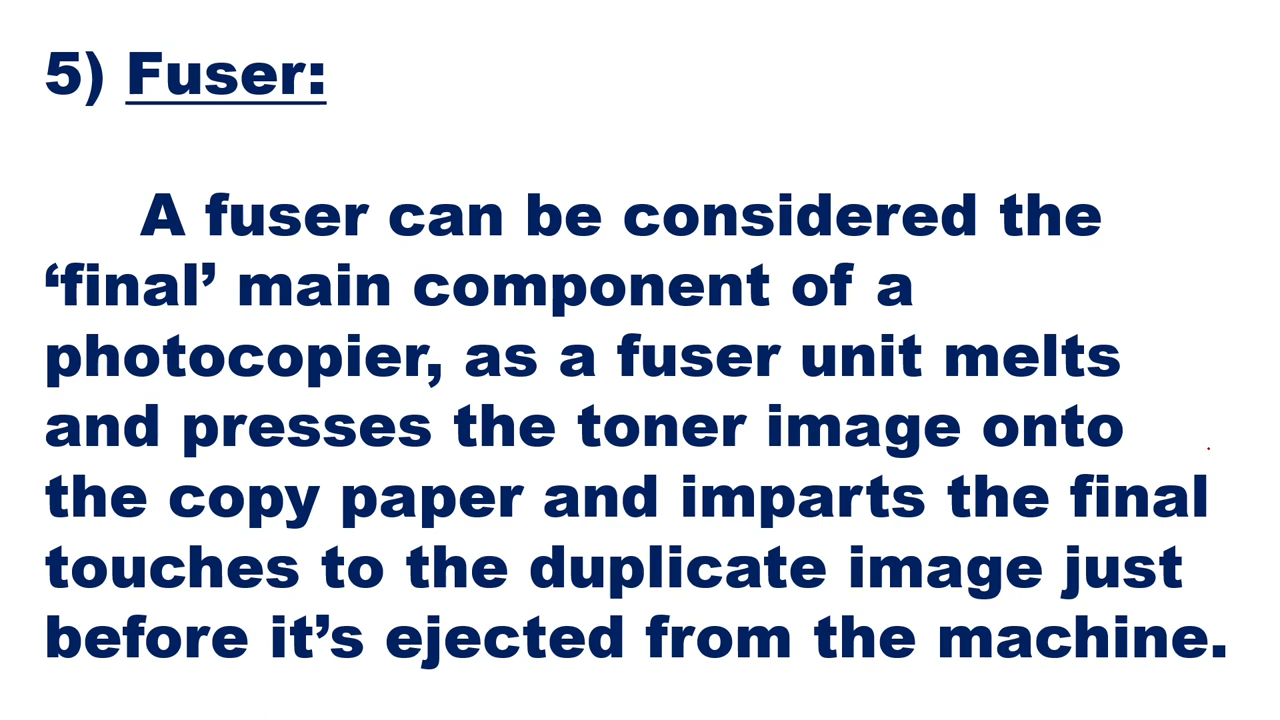 5) Fuser:
A fuser can be considered the
‘final’ main component of a
photocopier, as a fuser unit melts
and presses the toner image onto
the copy paper and imparts the final
touches to the duplicate image just
before it’s ejected from the machine.